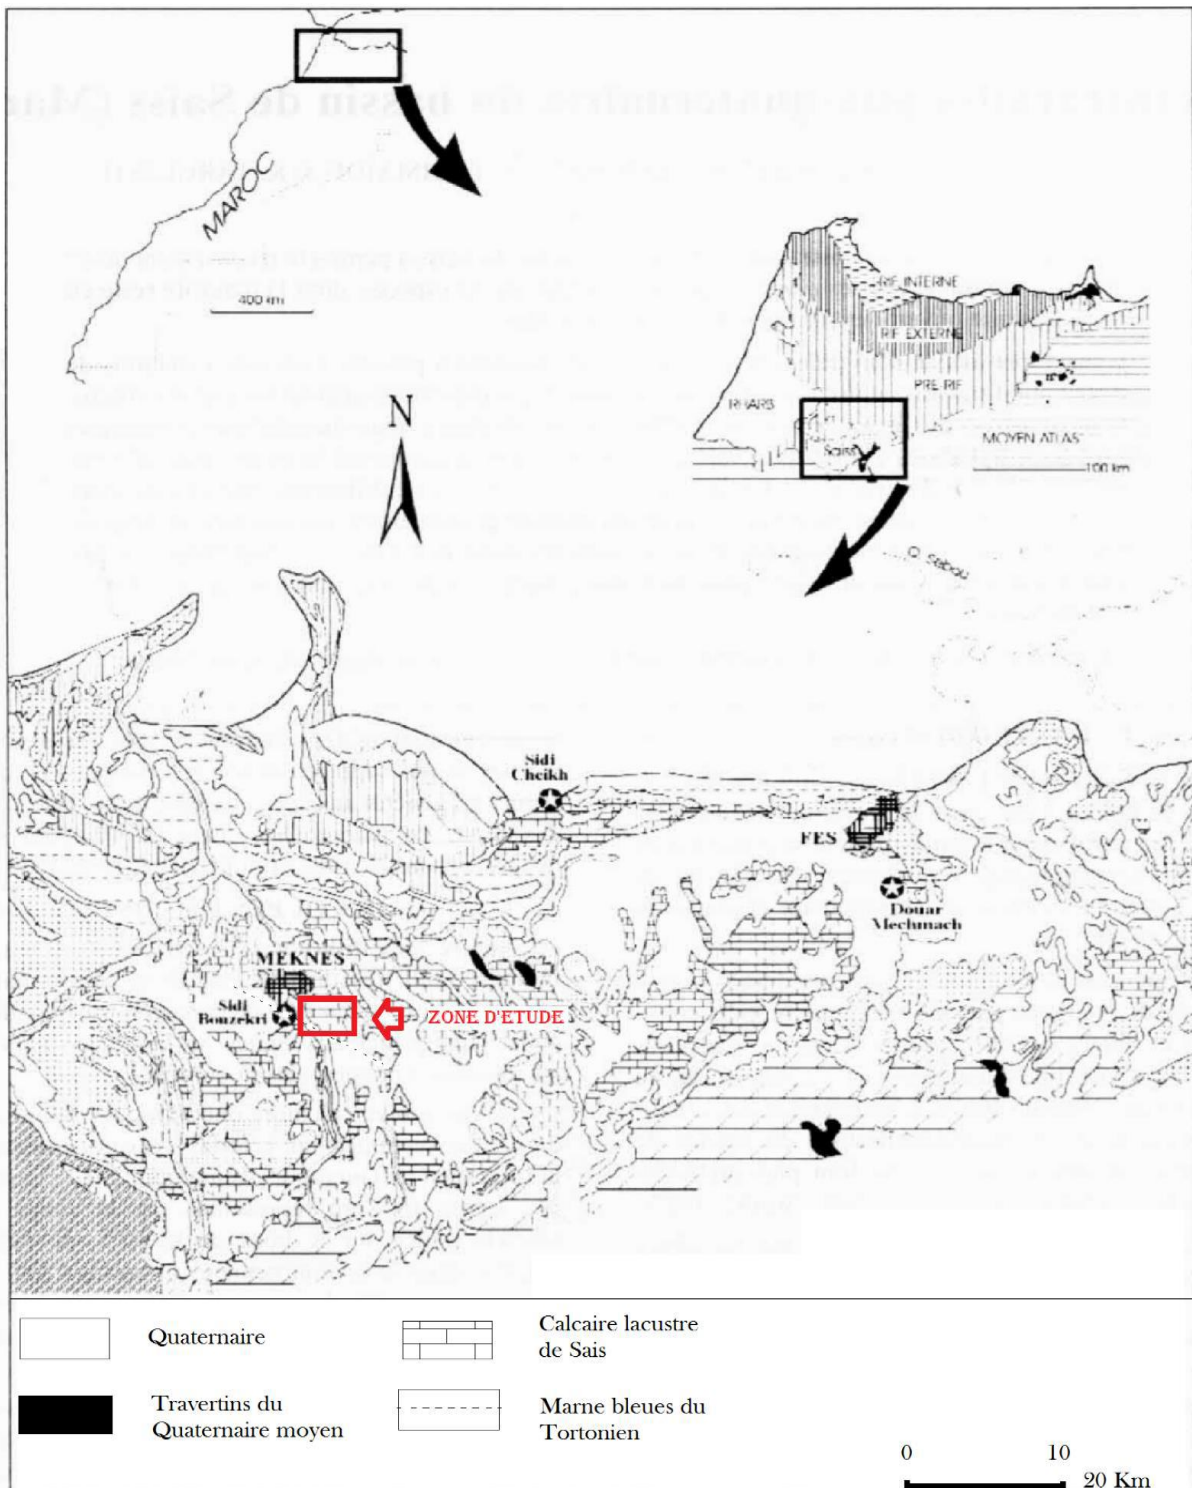 MAROC
400 km
RIF INTERNE
RIF EXTERNE
PRE-RIF
RHARB
Saiss
MOYEN ATLAS
100 km
N
O. Sebou
Sidi
Cheikh
FES
Douar
Mechmach
MEKNES
Sidi
Bouzekri
ZONE D'ETUDE
Quaternaire
Calcaire lacustre
de Sais
Travertins du
Quaternaire moyen
Marne bleues du
Tortonien
0 10
20 Km